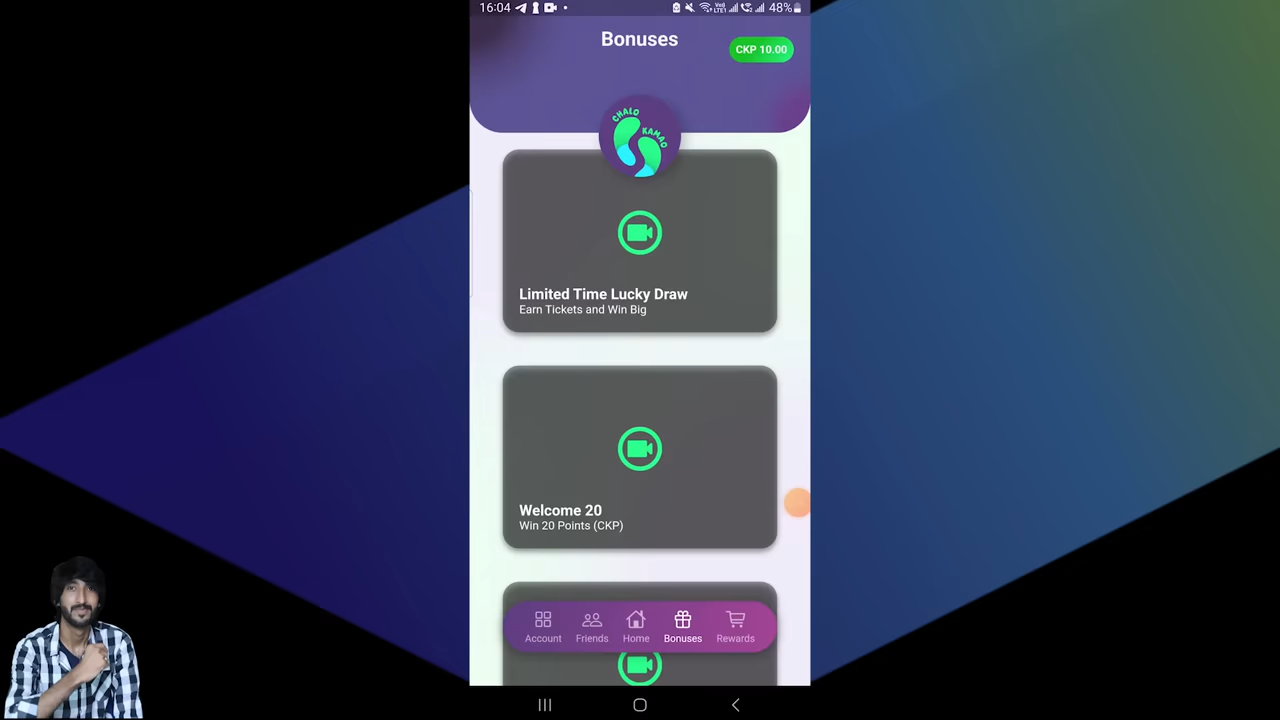 16:04
48%
Bonuses
CKP 10.00
CHALO
KAMAO
Limited Time Lucky Draw
Earn Tickets and Win Big
Welcome 20
Win 20 Points (CKP)
Account Friends Home Bonuses Rewards